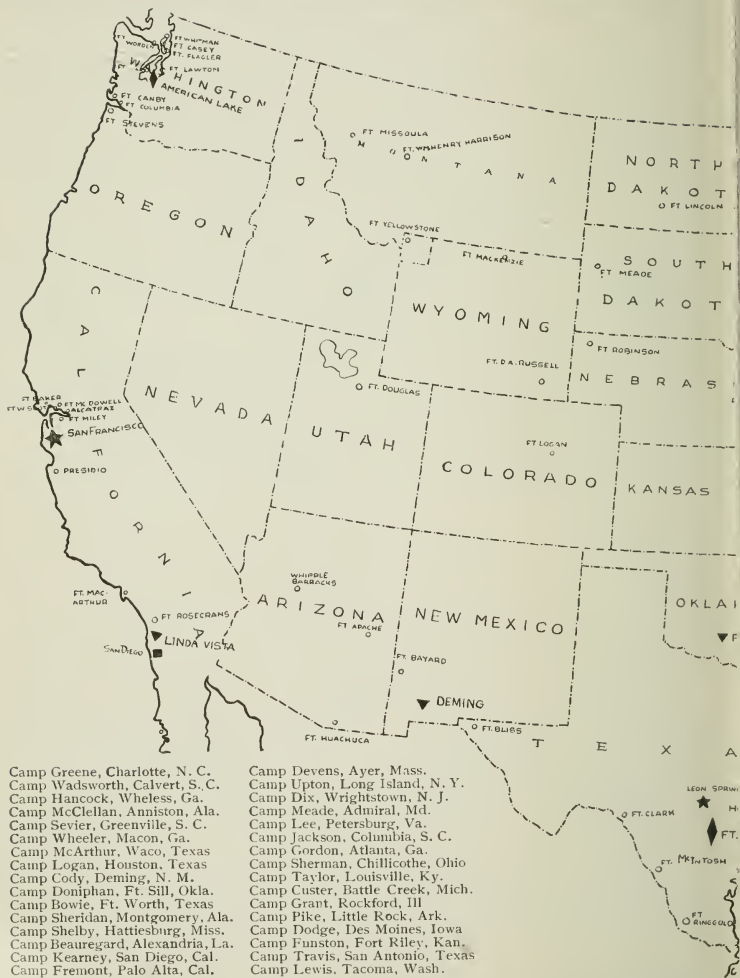 FT WHITMAN
FT WORDEN
FT CASEY
FT. FLAGLER
FT LAWTON
WASHINGTON
AMERICAN LAKE
FT CANBY
FT COLUMBIA
FT STEVENS
OREGON
IDAHO
FT MISSOULA
FT. WM HENRY HARRISON
MONTANA
FT YELLOWSTONE
NORTH
DAKOT
FT LINCOLN
FT MACKENZIE
SOUTH
FT MEADE
DAKOT
WYOMING
FT. D.A. RUSSELL
FT ROBINSON
NEBRAS
CALIFORNIA
NEVADA
FT. DOUGLAS
UTAH
FT LOGAN
COLORADO
KANSAS
FT BAKER
FT MCDOWELL
ALCATRAZ
FT MILEY
SAN FRANCISCO
PRESIDIO
FT. MAC-
ARTHUR
FT ROSECRANS
LINDA VISTA
SAN DIEGO
WHIPPLE
BARRACKS
ARIZONA
FT APACHE
NEW MEXICO
FT. BAYARD
DEMING
FT. HUACHUCA
FT. BLISS
OKLA
F
TEXA
LEON SPRIN
H
FT. CLARK
FT.
FT. MCINTOSH
FT
RINGGOLD
Camp Greene, Charlotte, N. C.
Camp Wadsworth, Calvert, S. C.
Camp Hancock, Wheless, Ga.
Camp McClellan, Anniston, Ala.
Camp Sevier, Greenville, S. C.
Camp Wheeler, Macon, Ga.
Camp McArthur, Waco, Texas
Camp Logan, Houston, Texas
Camp Cody, Deming, N. M.
Camp Doniphan, Ft. Sill, Okla.
Camp Bowie, Ft. Worth, Texas
Camp Sheridan, Montgomery, Ala.
Camp Shelby, Hattiesburg, Miss.
Camp Beauregard, Alexandria, La.
Camp Kearney, San Diego, Cal.
Camp Fremont, Palo Alta, Cal.
Camp Devens, Ayer, Mass.
Camp Upton, Long Island, N. Y.
Camp Dix, Wrightstown, N. J.
Camp Meade, Admiral, Md.
Camp Lee, Petersburg, Va.
Camp Jackson, Columbia, S. C.
Camp Gordon, Atlanta, Ga.
Camp Sherman, Chillicothe, Ohio
Camp Taylor, Louisville, Ky.
Camp Custer, Battle Creek, Mich.
Camp Grant, Rockford, Ill
Camp Pike, Little Rock, Ark.
Camp Dodge, Des Moines, Iowa
Camp Funston, Fort Riley, Kan.
Camp Travis, San Antonio, Texas
Camp Lewis, Tacoma, Wash.